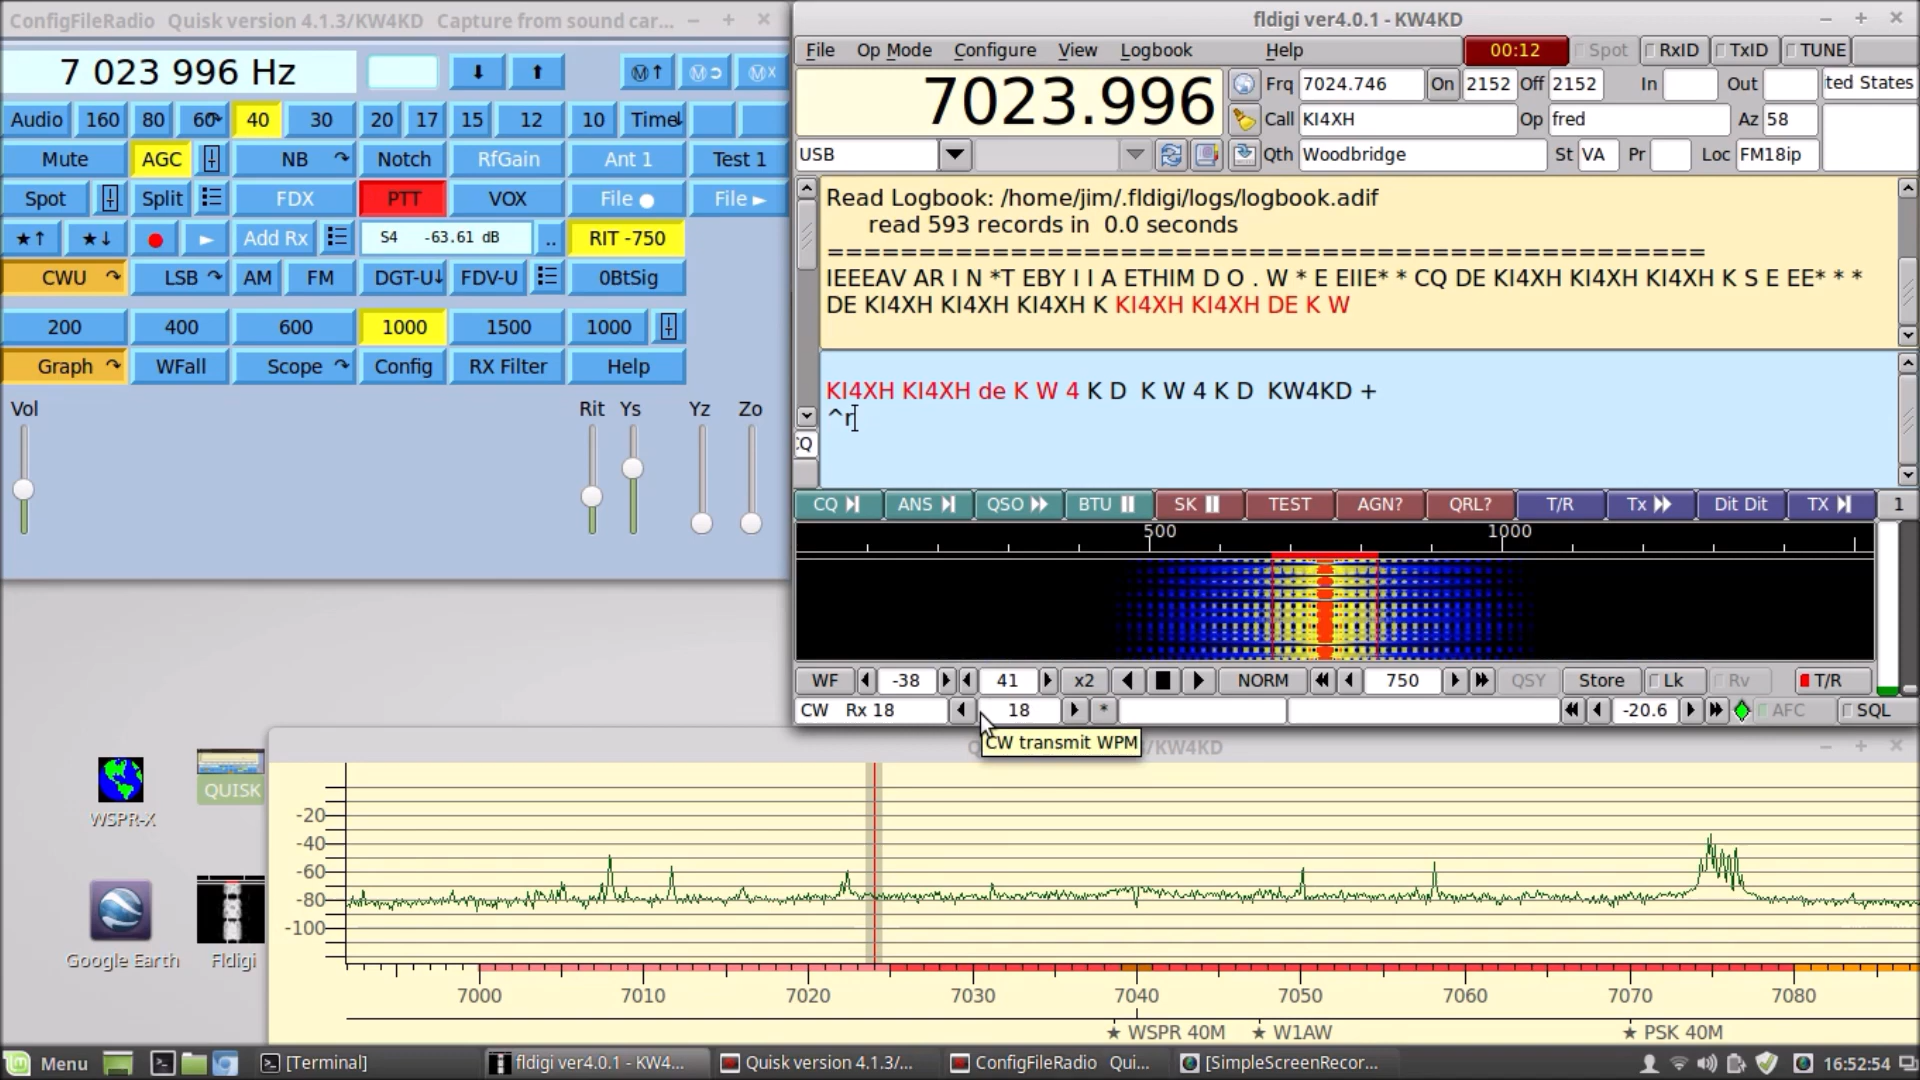 ConfigFileRadio Quisk version 4.1.3/KW4KD Capture from sound car...
7 023 996 Hz
Audio 160 80 60 40 30 20 17 15 12 10 Time
Mute AGC NB Notch RfGain Ant 1 Test 1
Spot Split FDX PTT VOX File ● File ►
★↑ ★↓ Add Rx S4 -63.61 dB .. RIT -750
CWU LSB AM FM DGT-U FDV-U 0BtSig
200 400 600 1000 1500 1000
Graph WFall Scope Config RX Filter Help
Vol Rit Ys Yz Zo
fldigi ver4.0.1 - KW4KD
File Op Mode Configure View Logbook Help 00:12 Spot RxID TxID TUNE
7023.996
Frq 7024.746 On 2152 Off 2152 In Out ted States
Call KI4XH Op fred Az 58
USB Qth Woodbridge St VA Pr Loc FM18ip
Read Logbook: /home/jim/.fldigi/logs/logbook.adif
read 593 records in 0.0 seconds
=================================================
IEEEAV AR I N *T EBY I I A ETHIM D O . W * E EIIE* * CQ DE KI4XH KI4XH KI4XH K S E EE* * *
DE KI4XH KI4XH KI4XH K KI4XH KI4XH DE K W
KI4XH KI4XH de K W 4 K D K W 4 K D KW4KD +
^r
CQ
CQ ANS QSO BTU SK TEST AGN? QRL? T/R Tx Dit Dit TX 1
500 1000
WF -38 41 x2 NORM 750 QSY Store Lk Rv T/R
CW Rx 18 18 * -20.6 AFC SQL
CW transmit WPM
/KW4KD
-20
-40
-60
-80
-100
7000 7010 7020 7030 7040 7050 7060 7070 7080
★ WSPR 40M ★ W1AW ★ PSK 40M
WSPR-X
QUISK
Google Earth
Fldigi
Menu [Terminal] fldigi ver4.0.1 - KW4... Quisk version 4.1.3/... ConfigFileRadio Qui... [SimpleScreenRecor... 16:52:54